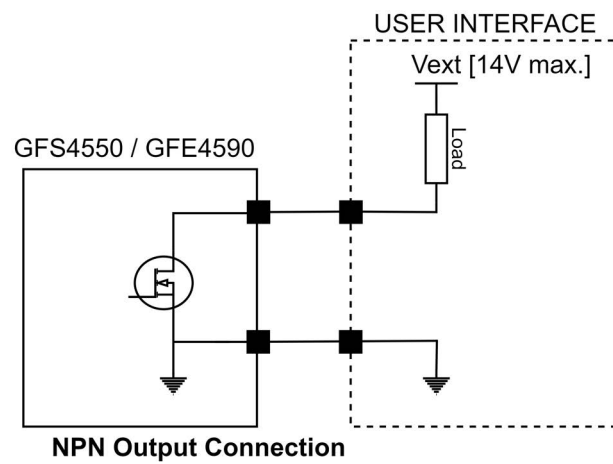 USER INTERFACE
Vext [14V max.]
Load
GFS4550 / GFE4590
NPN Output Connection